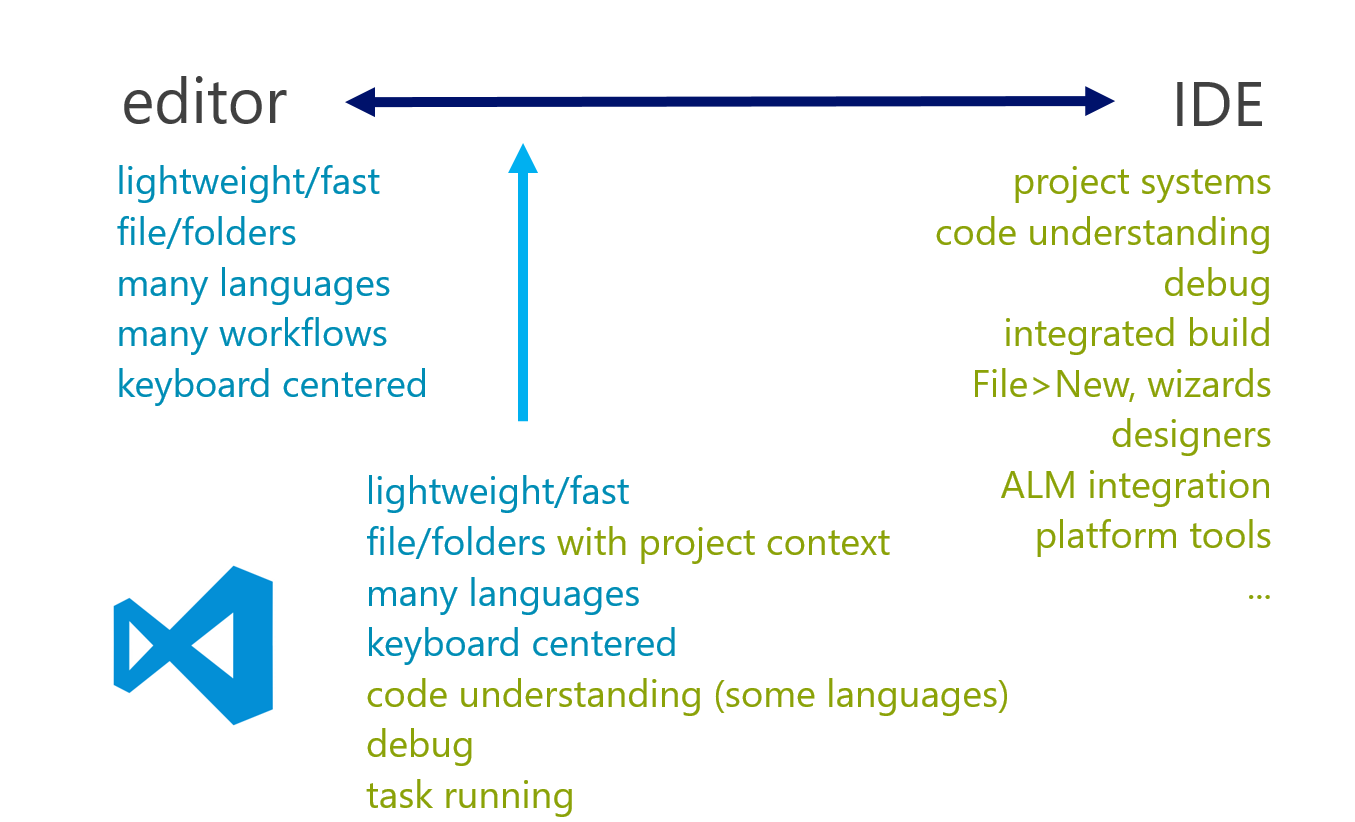 editor
IDE
lightweight/fast
file/folders
many languages
many workflows
keyboard centered
project systems
code understanding
debug
integrated build
File>New, wizards
designers
ALM integration
platform tools
...
lightweight/fast
file/folders with project context
many languages
keyboard centered
code understanding (some languages)
debug
task running